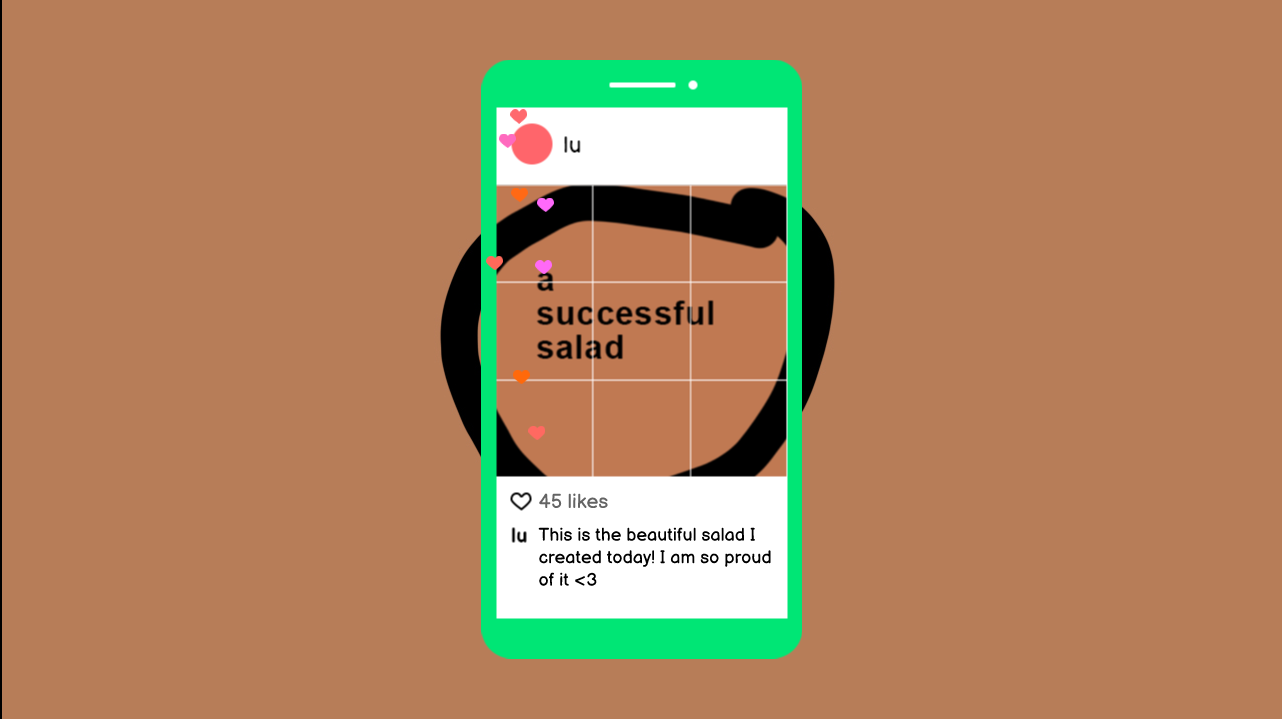 lu
a
successful
salad
45 likes
lu This is the beautiful salad I
created today! I am so proud
of it <3